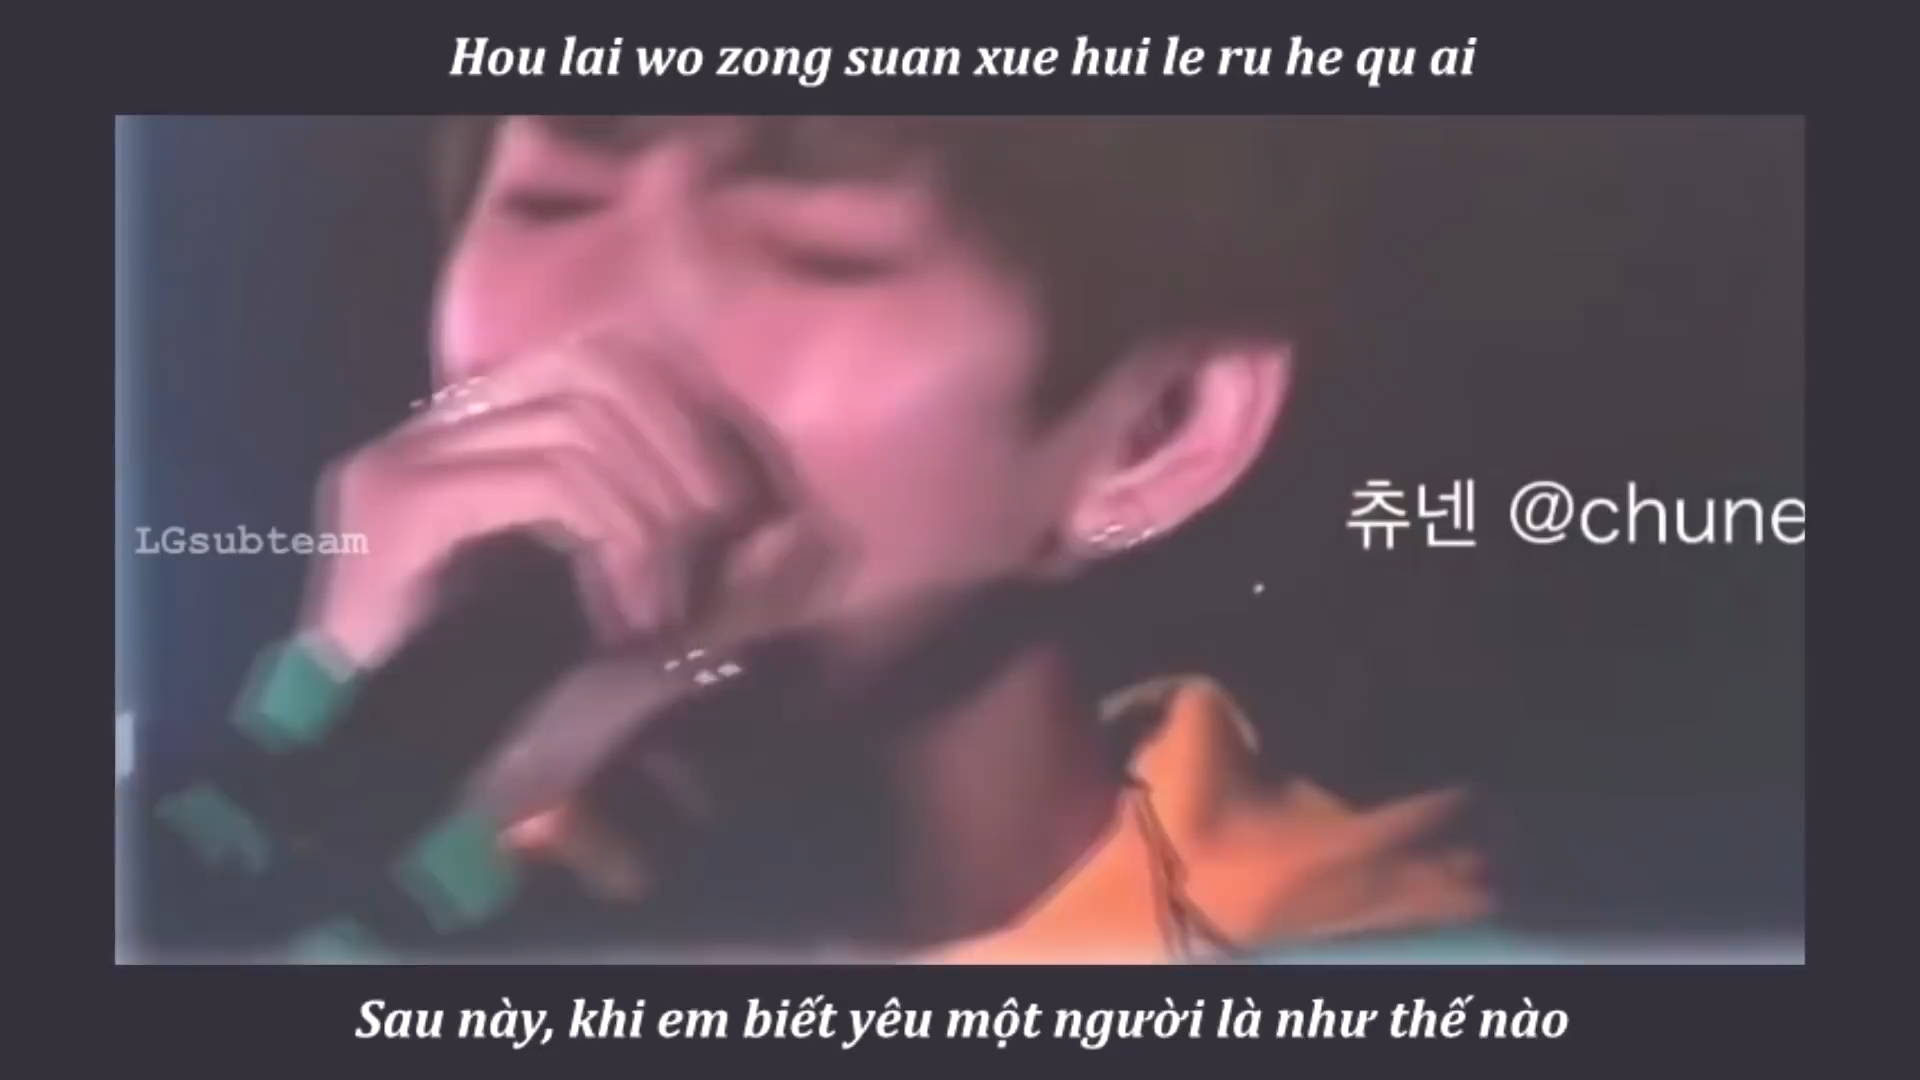 Hou lai wo zong suan xue hui le ru he qu ai
츄넨 @chune
LGsubteam
Sau này, khi em biết yêu một người là như thế nào